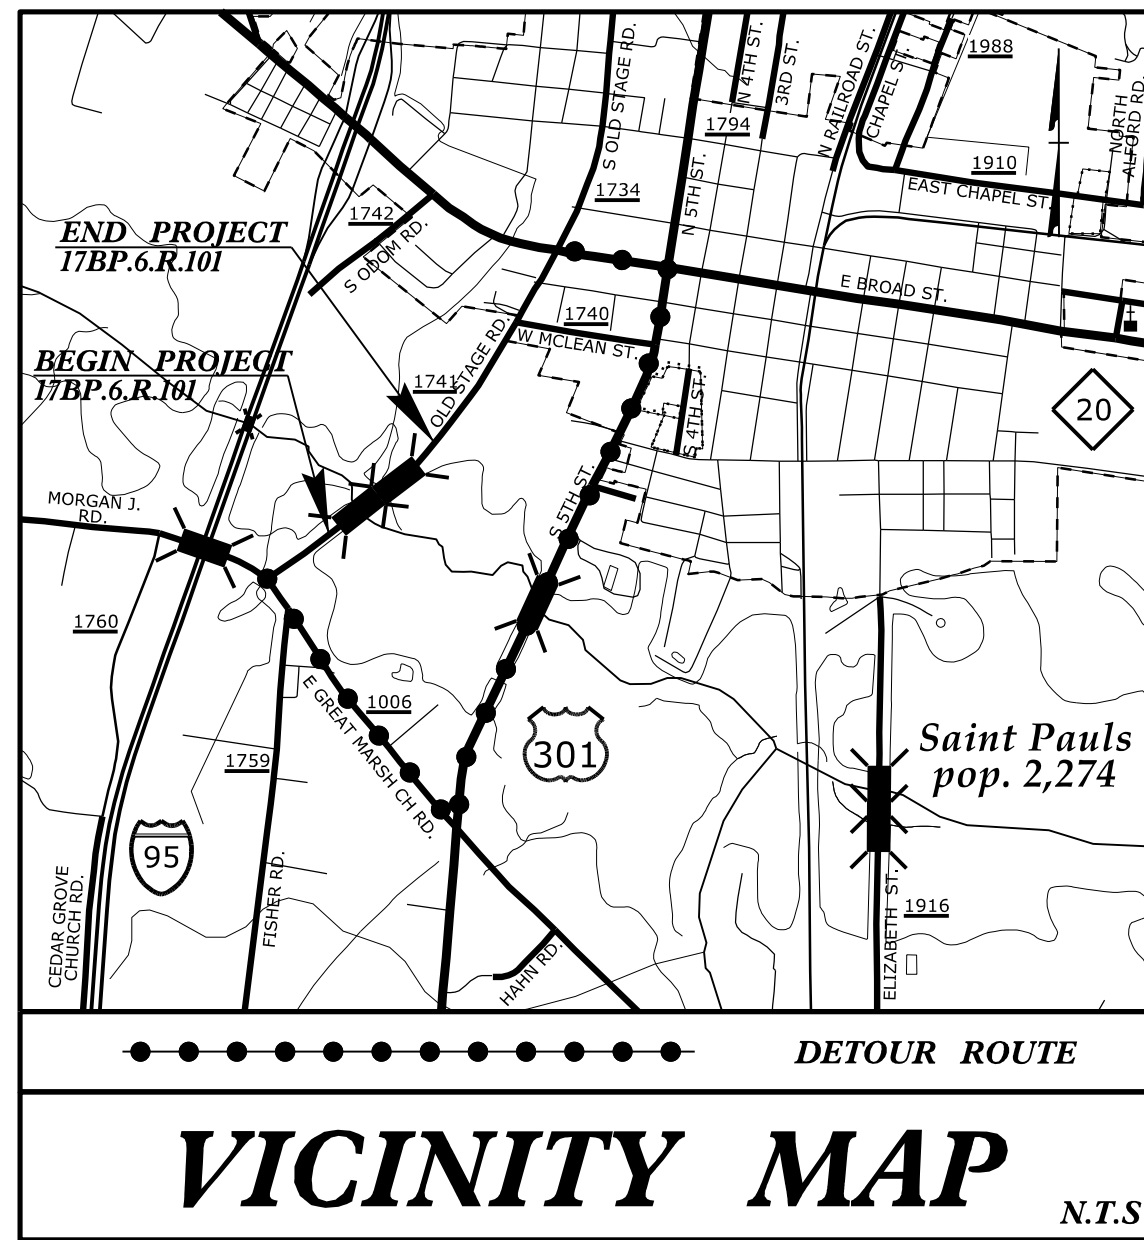 1988
S OLD STAGE RD.
N 4TH ST.
3RD ST.
N RAILROAD ST.
CHAPEL ST.
NORTH
ALFORD RD.
1794
1910
EAST CHAPEL ST.
1734
N 5TH ST.
1742
S ODOM RD.
END PROJECT
17BP.6.R.101
E BROAD ST.
1740
W MCLEAN ST.
BEGIN PROJECT
17BP.6.R.101
1741
OLD STAGE RD.
S 4TH ST.
20
MORGAN J.
RD.
S 5TH ST.
1760
E GREAT MARSH CH RD.
1006
301
1759
Saint Pauls
pop. 2,274
95
CEDAR GROVE
CHURCH RD.
FISHER RD.
HAHN RD.
ELIZABETH ST.
1916
DETOUR ROUTE
VICINITY MAP
N.T.S